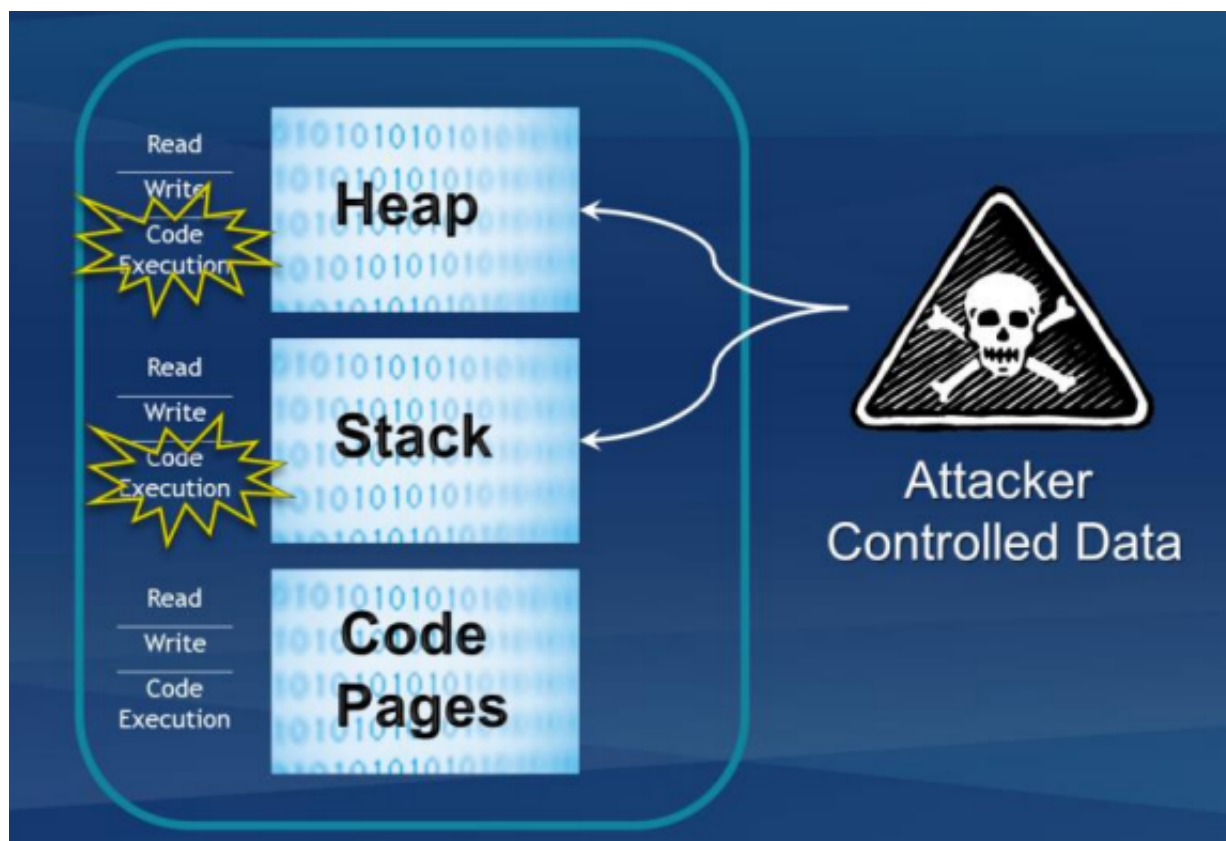 Read
Write
Code
Execution
Heap
Read
Write
Code
Execution
Stack
Read
Write
Code
Execution
Code
Pages
Attacker
Controlled Data